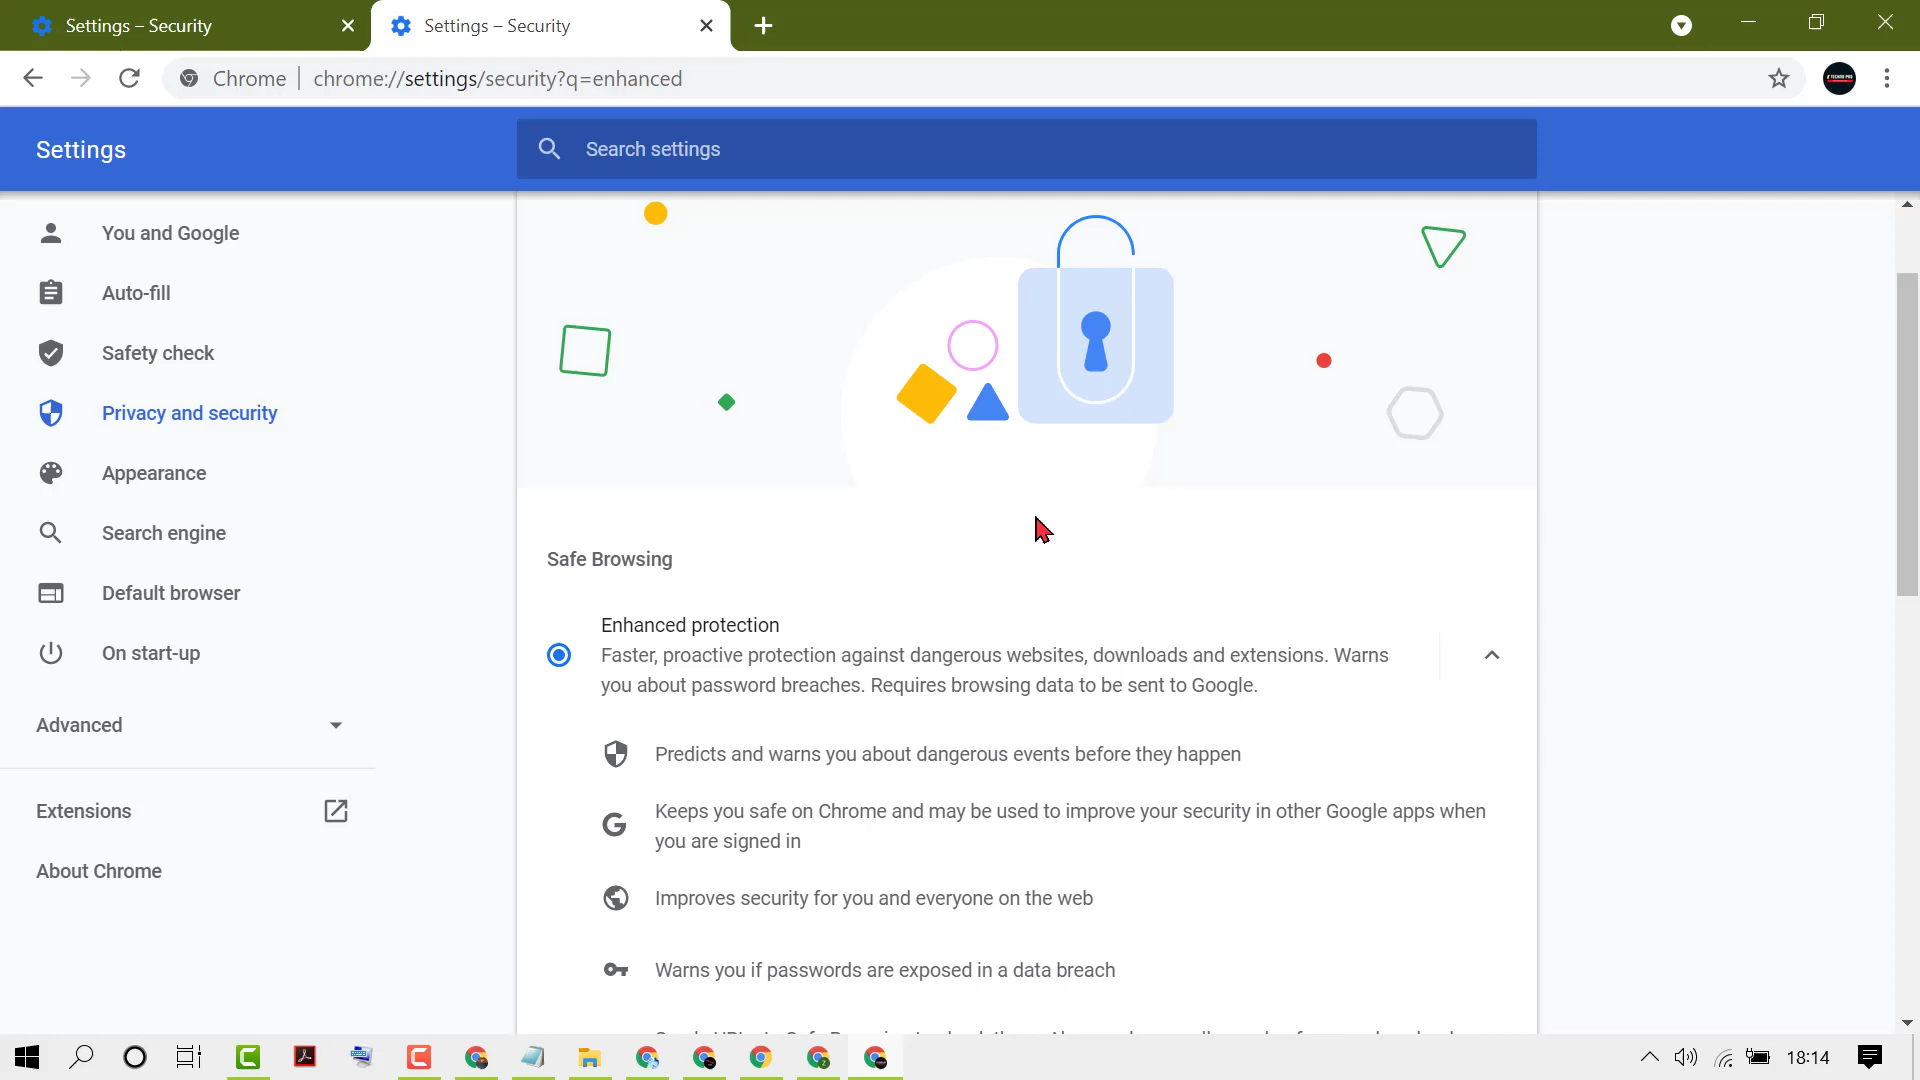 Settings – Security
Settings – Security
Chrome
chrome://settings/security?q=enhanced
Settings
Search settings
You and Google
Auto-fill
Safety check
Privacy and security
Appearance
Search engine
Default browser
On start-up
Advanced
Extensions
About Chrome
Safe Browsing
Enhanced protection
Faster, proactive protection against dangerous websites, downloads and extensions. Warns
you about password breaches. Requires browsing data to be sent to Google.
Predicts and warns you about dangerous events before they happen
Keeps you safe on Chrome and may be used to improve your security in other Google apps when
you are signed in
Improves security for you and everyone on the web
Warns you if passwords are exposed in a data breach
18:14